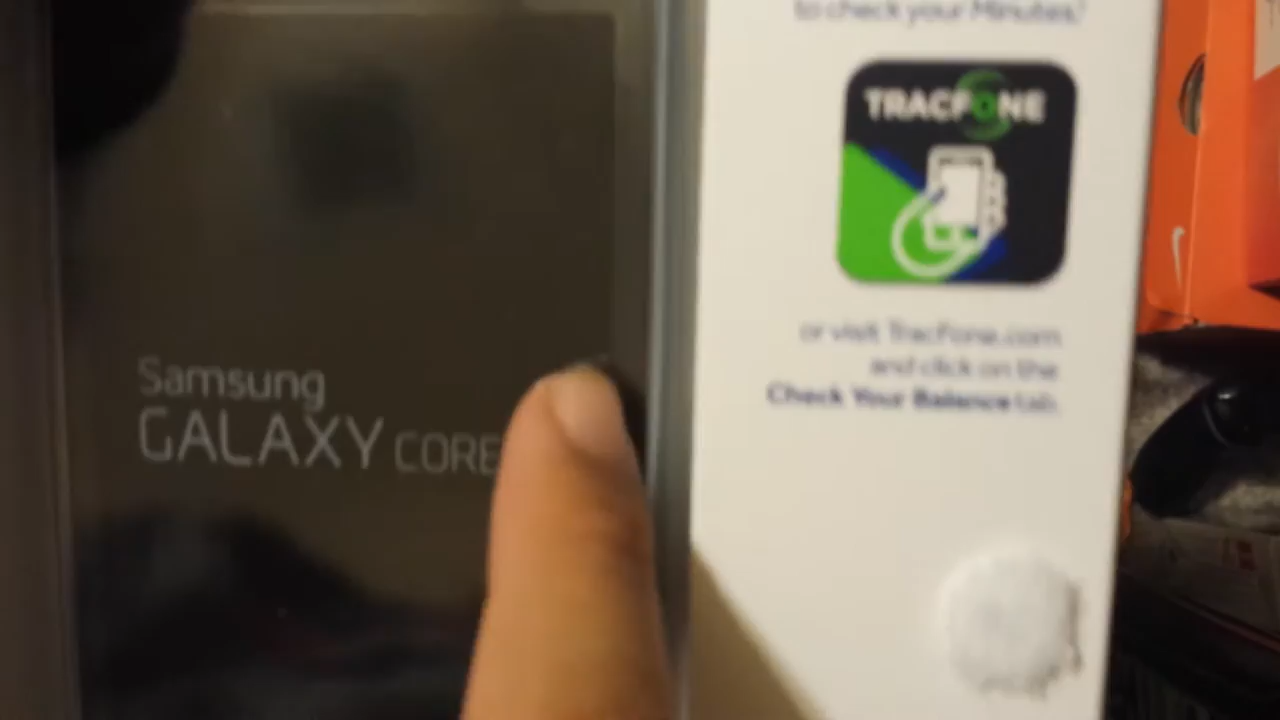 Samsung
GALAXY CORE
to check your Minutes.
TRACFONE
or visit TracFone.com
and click on the
Check Your Balance tab.